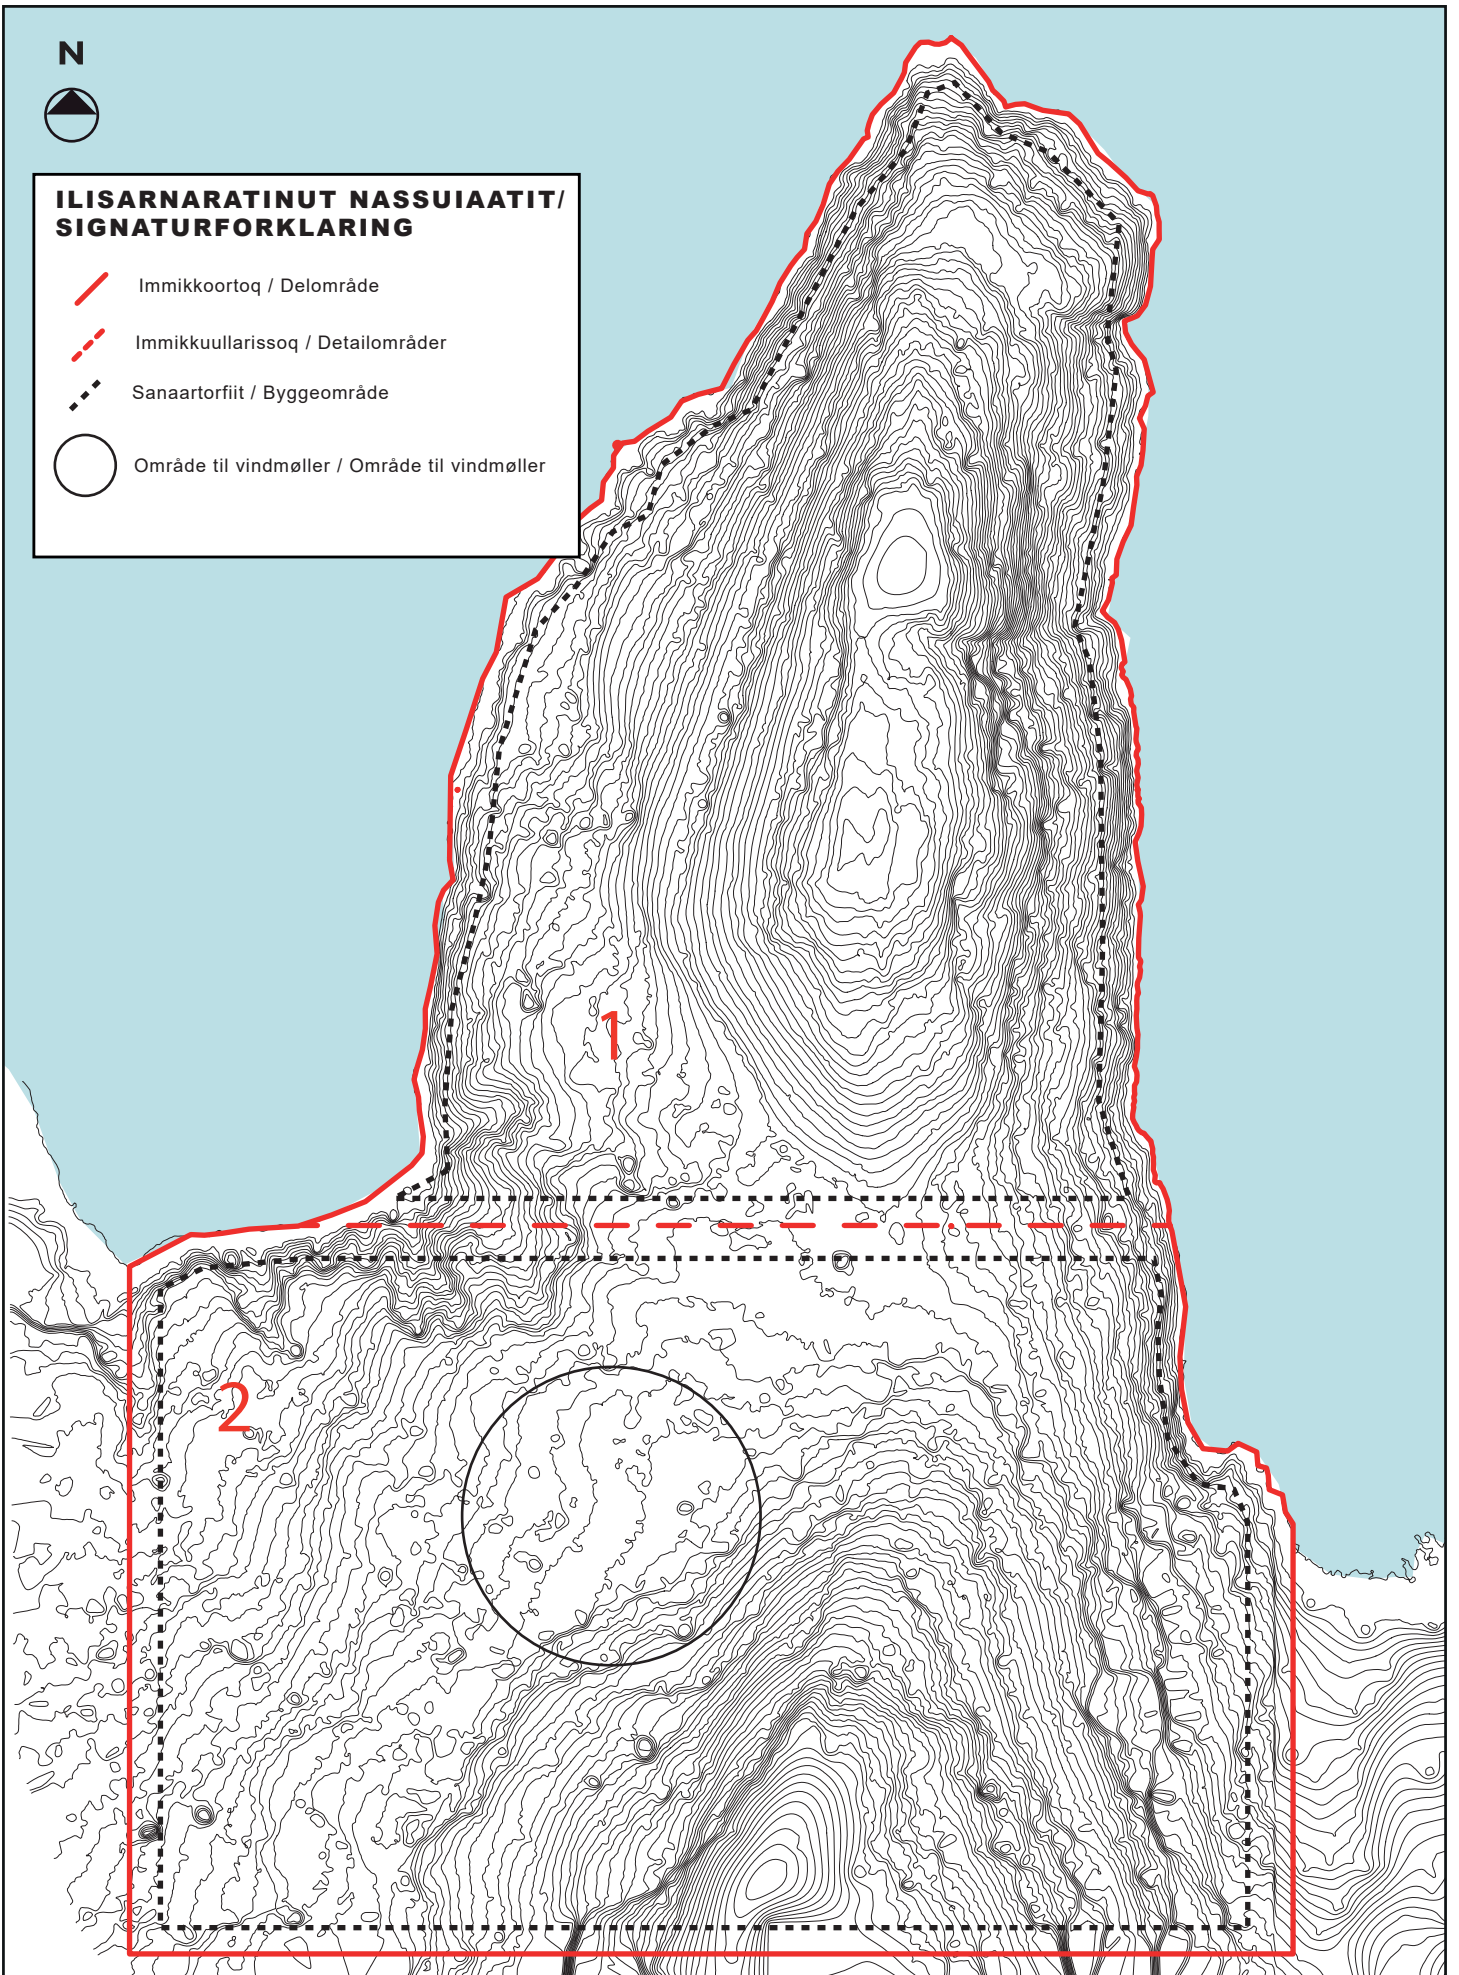 N
ILISARNARATINUT NASSUIAATIT/
SIGNATURFORKLARING
Immikkoortoq / Delområde
Immikkuullarissoq / Detailområder
Sanaartorfiit / Byggeområde
Område til vindmøller / Område til vindmøller
1
2